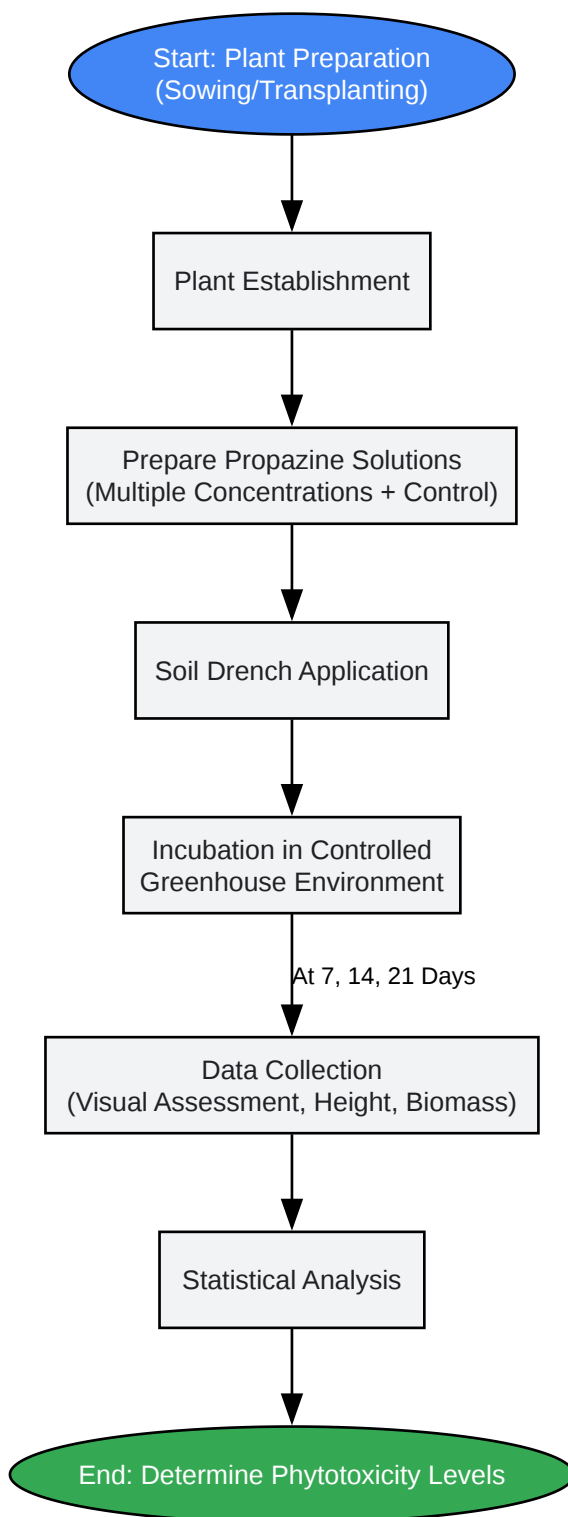 Start: Plant Preparation
(Sowing/Transplanting)
Plant Establishment
Prepare Propazine Solutions
(Multiple Concentrations + Control)
Soil Drench Application
Incubation in Controlled
Greenhouse Environment
At 7, 14, 21 Days
Data Collection
(Visual Assessment, Height, Biomass)
Statistical Analysis
End: Determine Phytotoxicity Levels